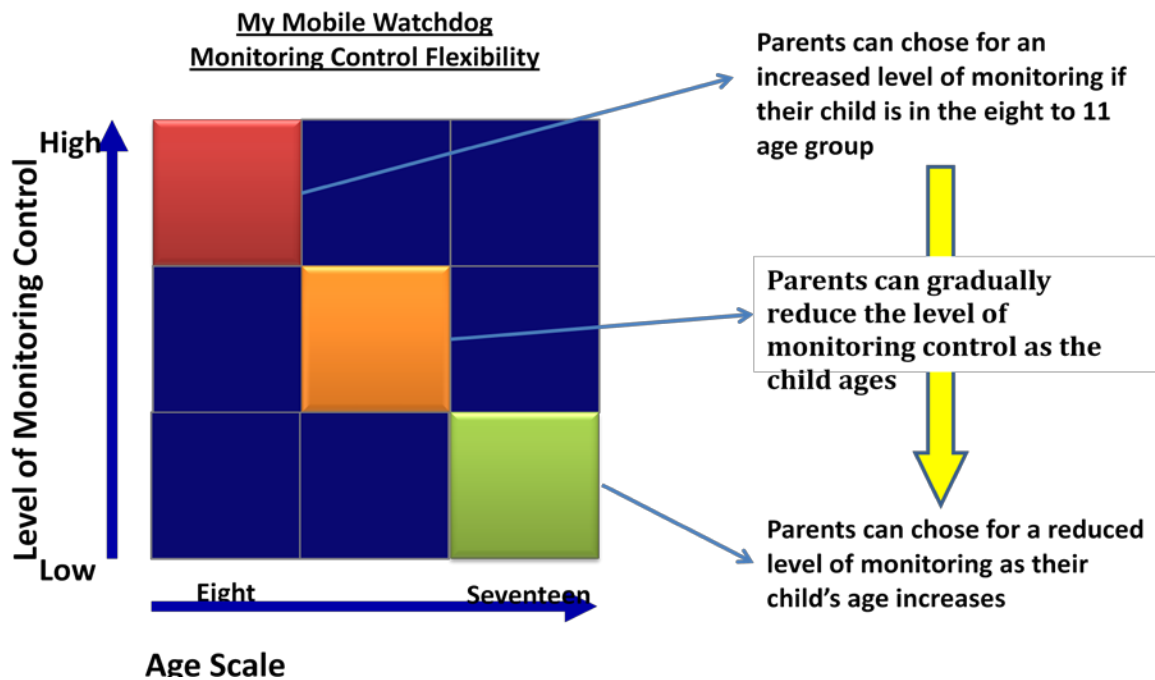 My Mobile Watchdog
Monitoring Control Flexibility
Parents can chose for an
increased level of monitoring if
their child is in the eight to 11
age group
High
Level of Monitoring Control
Parents can gradually
reduce the level of
monitoring control as the
child ages
Low
Parents can chose for a reduced
level of monitoring as their
child’s age increases
Eight
Seventeen
Age Scale